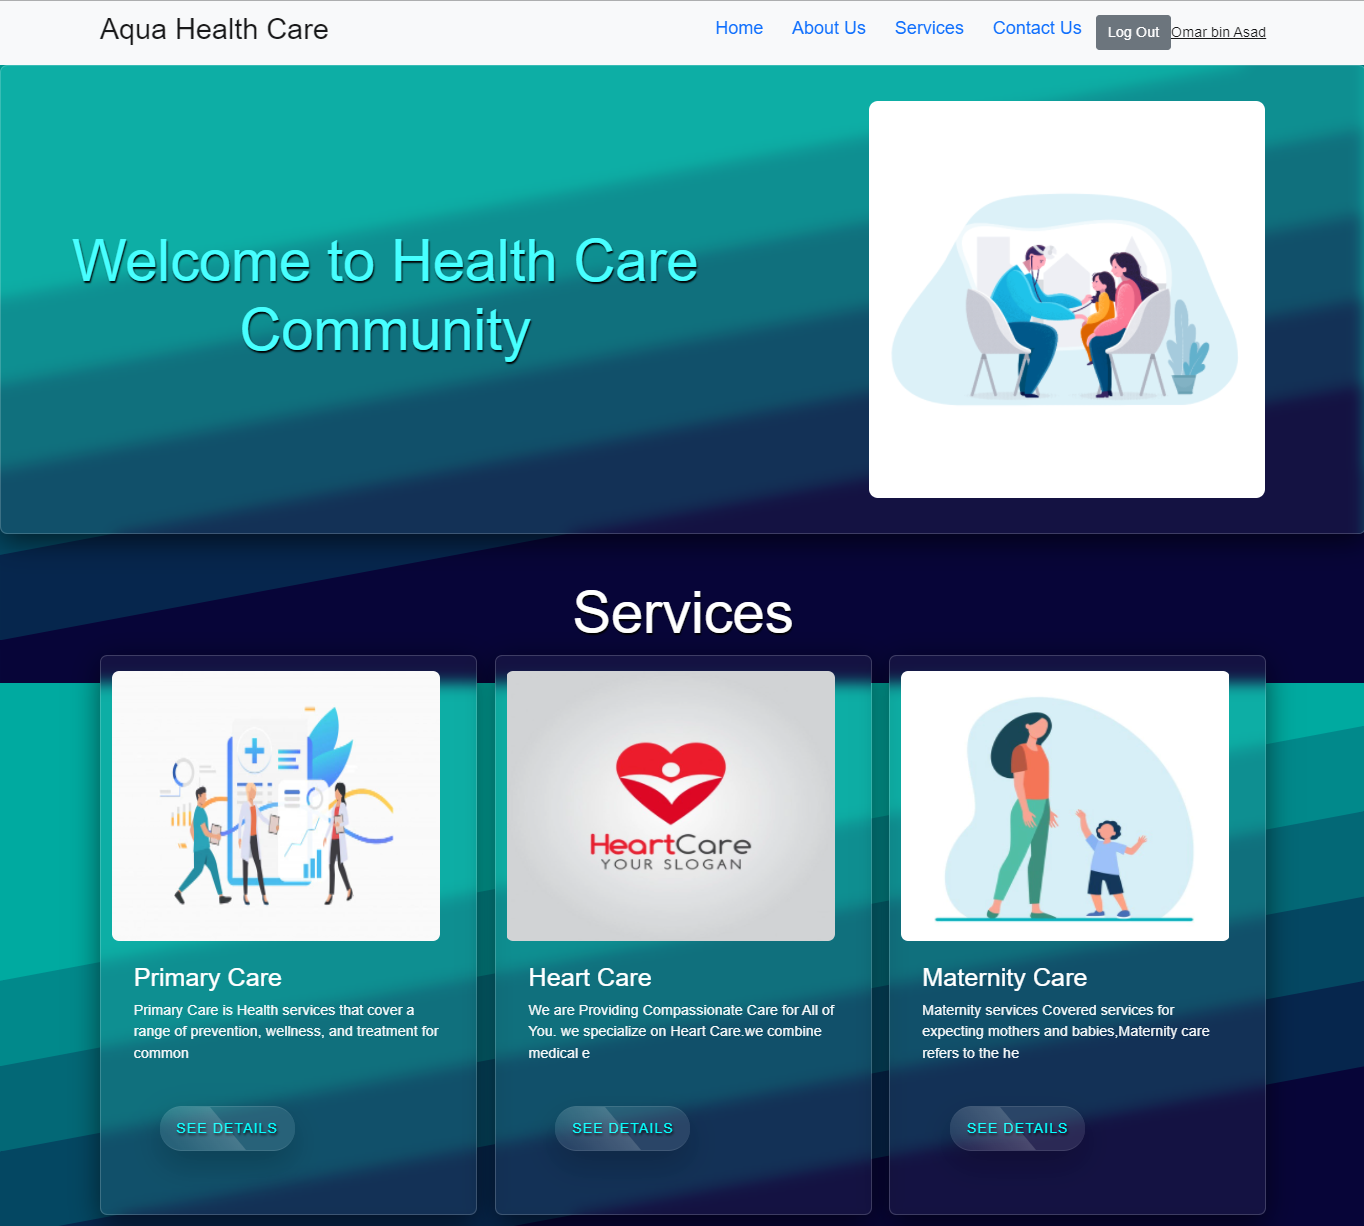 Aqua Health Care
Home About Us Services Contact Us Log Out Omar bin Asad
Welcome to Health Care
Community
Services
HeartCare
YOUR SLOGAN
Primary Care
Primary Care is Health services that cover a
range of prevention, wellness, and treatment for
common
SEE DETAILS
Heart Care
We are Providing Compassionate Care for All of
You. we specialize on Heart Care.we combine
medical e
SEE DETAILS
Maternity Care
Maternity services Covered services for
expecting mothers and babies,Maternity care
refers to the he
SEE DETAILS